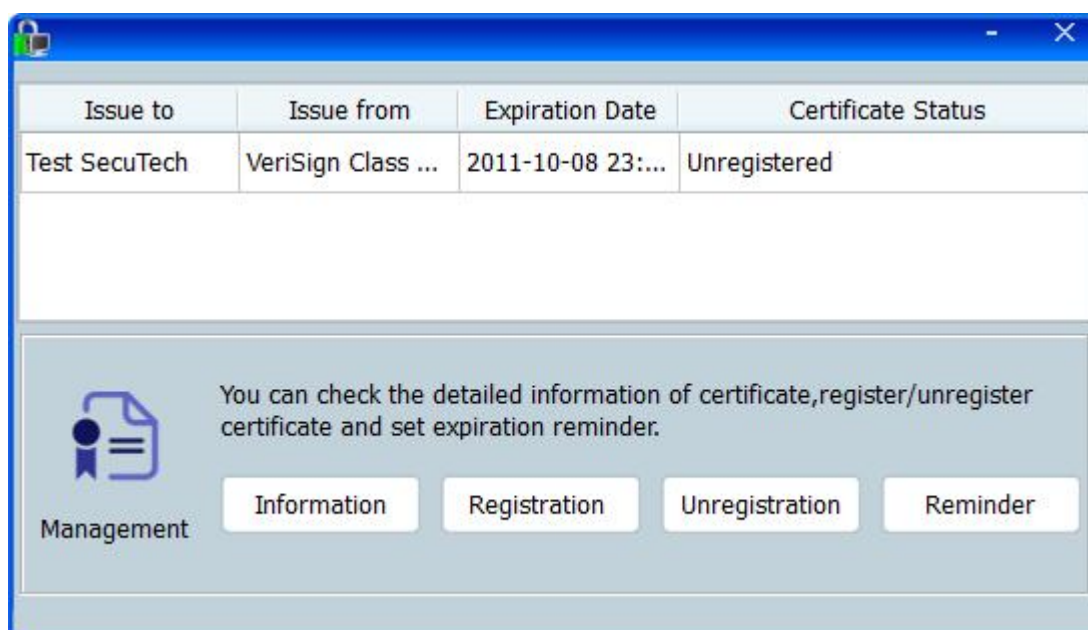 Issue to Issue from Expiration Date Certificate Status
Test SecuTech VeriSign Class ... 2011-10-08 23:... Unregistered
You can check the detailed information of certificate,register/unregister
certificate and set expiration reminder.
Information Registration Unregistration Reminder
Management